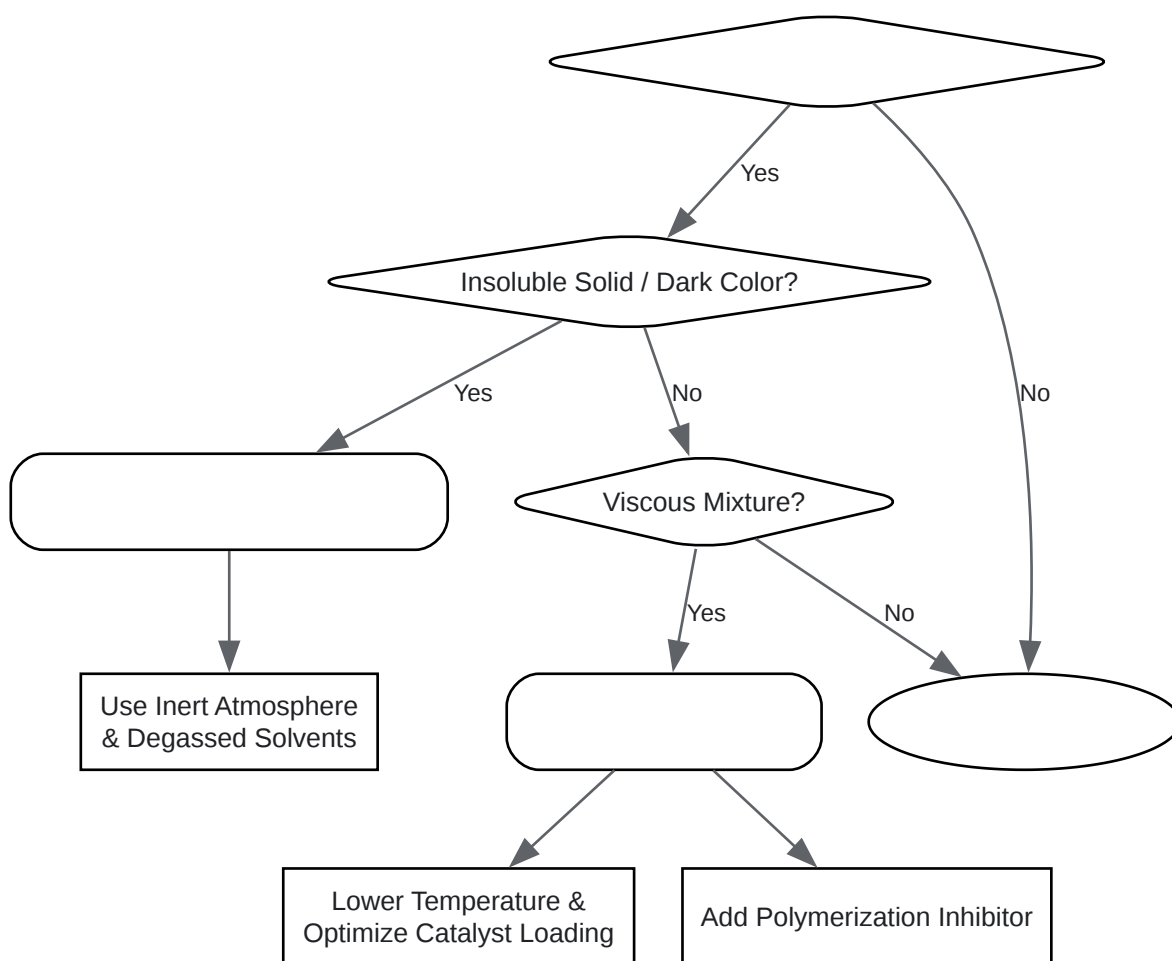 Yes
Insoluble Solid / Dark Color?
Yes
No
No
Viscous Mixture?
Yes
No
Use Inert Atmosphere
& Degassed Solvents
Lower Temperature &
Optimize Catalyst Loading
Add Polymerization Inhibitor